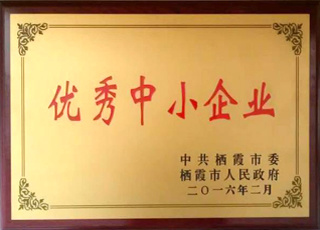 优秀中小企业
中共栖霞市委
栖霞市人民政府
二〇一六年二月